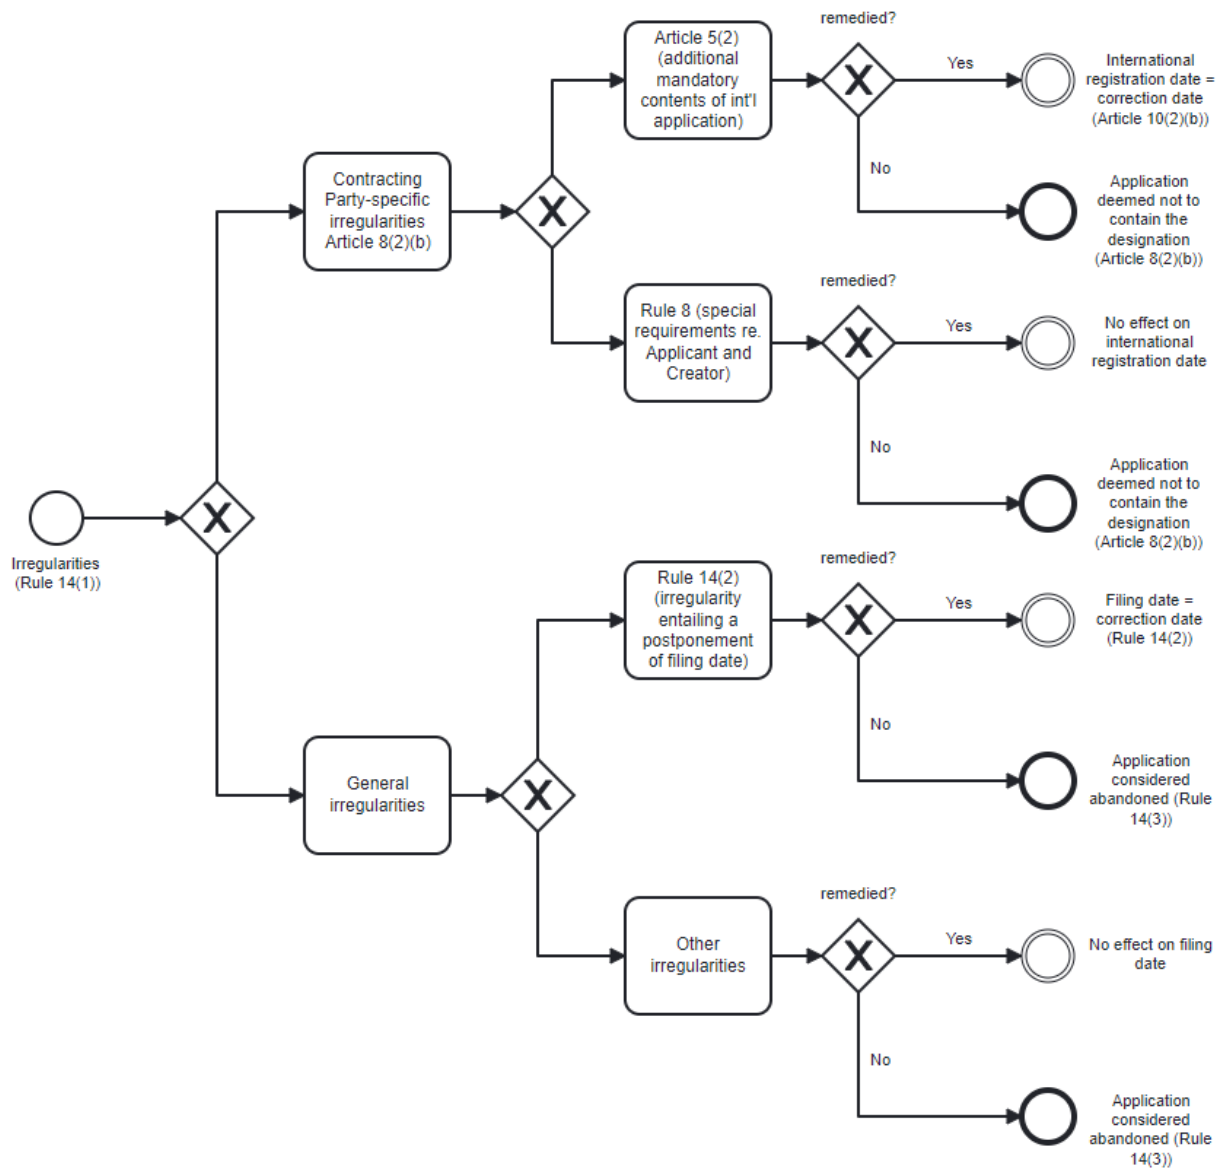 remedied?
Article 5(2)
(additional
mandatory
contents of int'l
application)
Yes
International
registration date =
correction date
(Article 10(2)(b))
No
Contracting
Party-specific
irregularities
Article 8(2)(b)
Application
deemed not to
contain the
designation
(Article 8(2)(b))
remedied?
Rule 8 (special
requirements re.
Applicant and
Creator)
Yes
No effect on
international
registration date
No
Application
deemed not to
contain the
designation
(Article 8(2)(b))
Irregularities
(Rule 14(1))
remedied?
Rule 14(2)
(irregularity
entailing a
postponement
of filing date)
Yes
Filing date =
correction date
(Rule 14(2))
No
General
irregularities
Application
considered
abandoned (Rule
14(3))
remedied?
Other
irregularities
Yes
No effect on filing
date
No
Application
considered
abandoned (Rule
14(3))